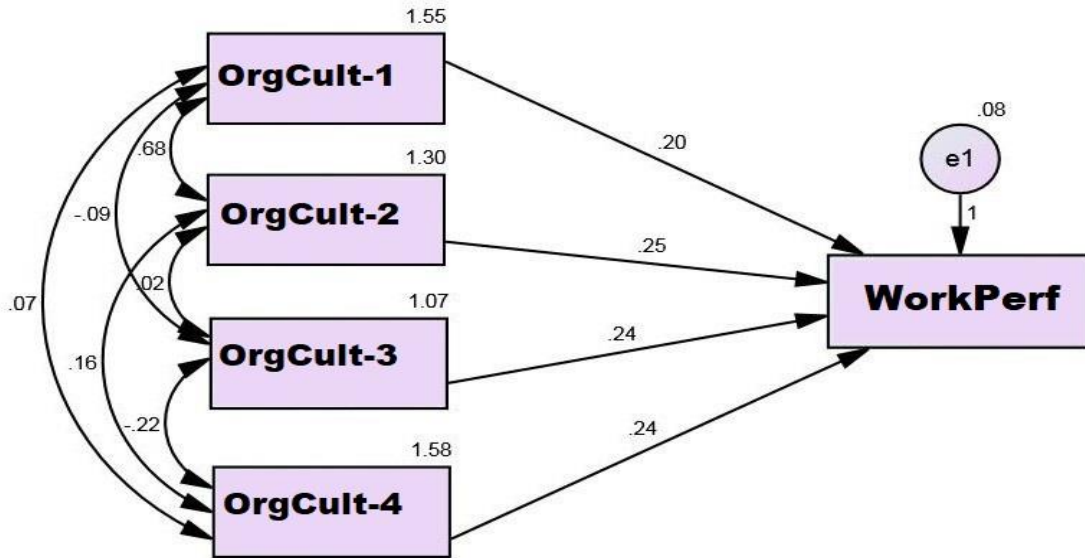 1.55
OrgCult-1
.08
.20
e1
.68
1.30
OrgCult-2
-.09
1
.25
.02
WorkPerf
.07
1.07
OrgCult-3
.24
.16
-.22
1.58
.24
OrgCult-4